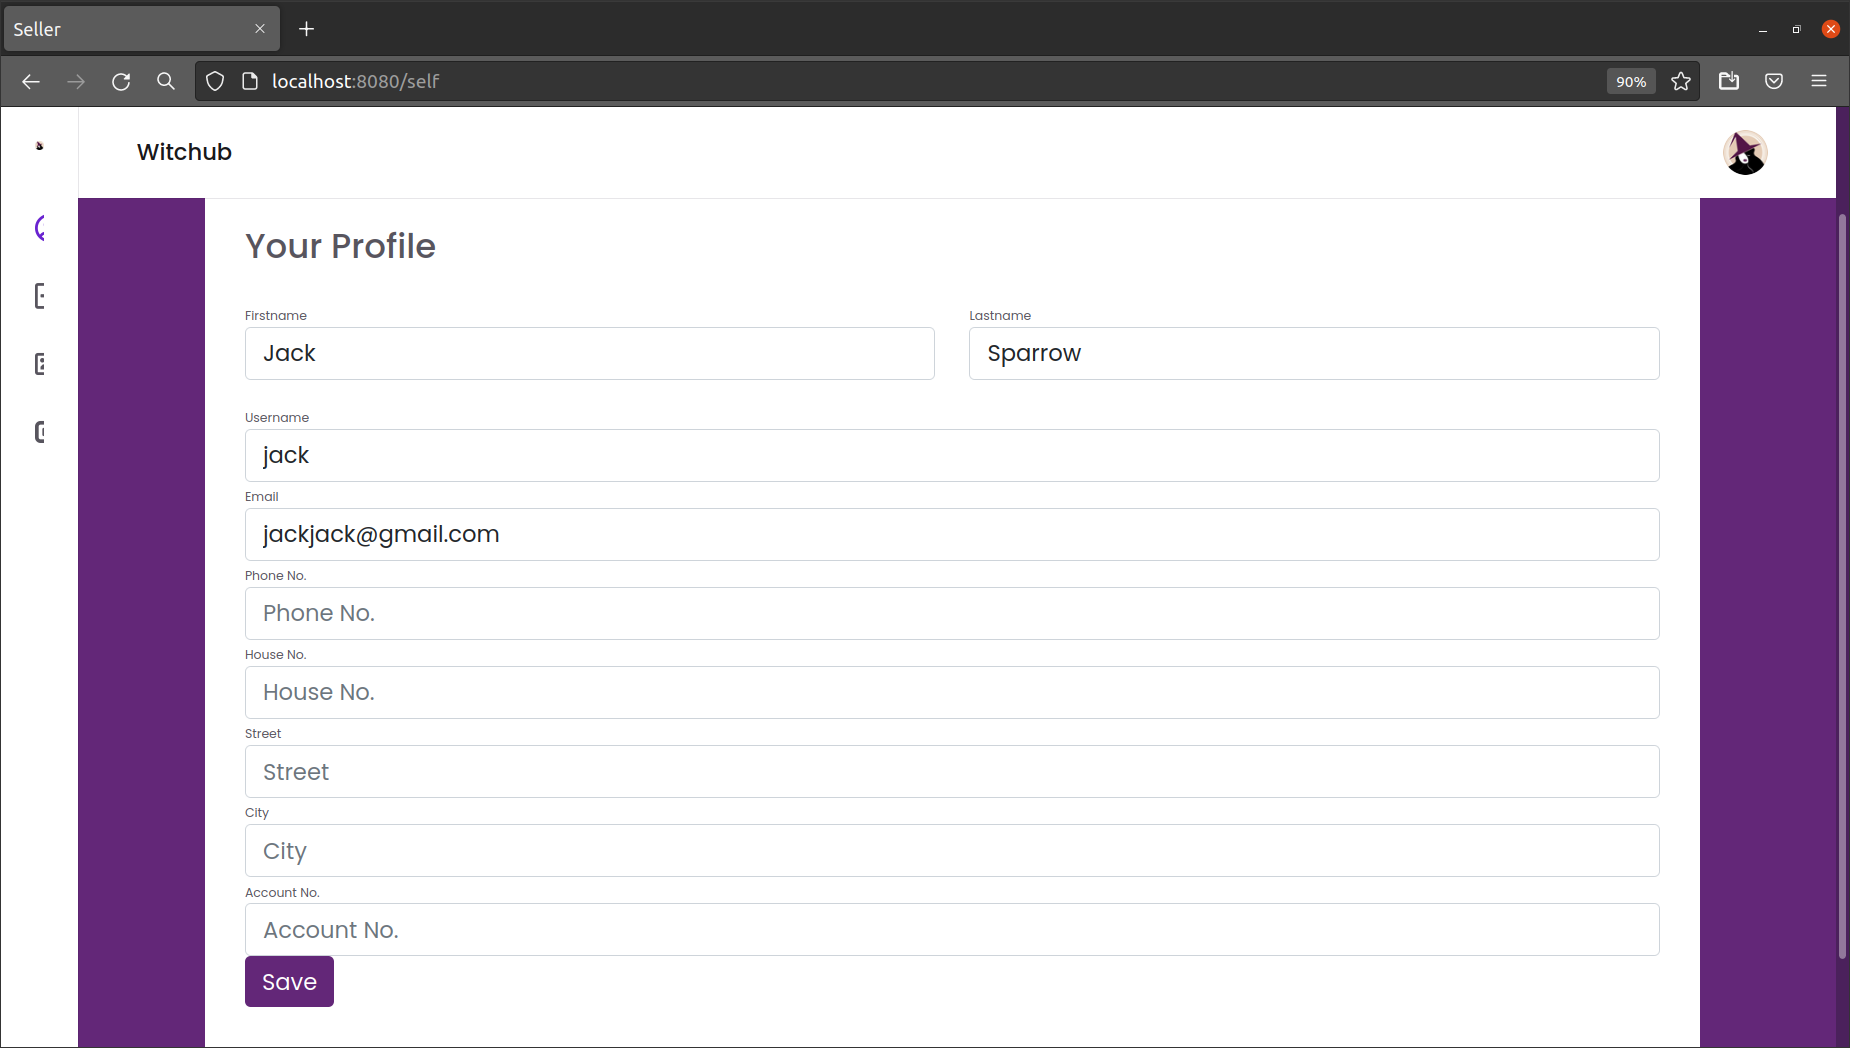 Seller
localhost:8080/self
90%
Witchub
Your Profile
Firstname
Lastname
Jack
Sparrow
Username
jack
Email
jackjack@gmail.com
Phone No.
Phone No.
House No.
House No.
Street
Street
City
City
Account No.
Account No.
Save